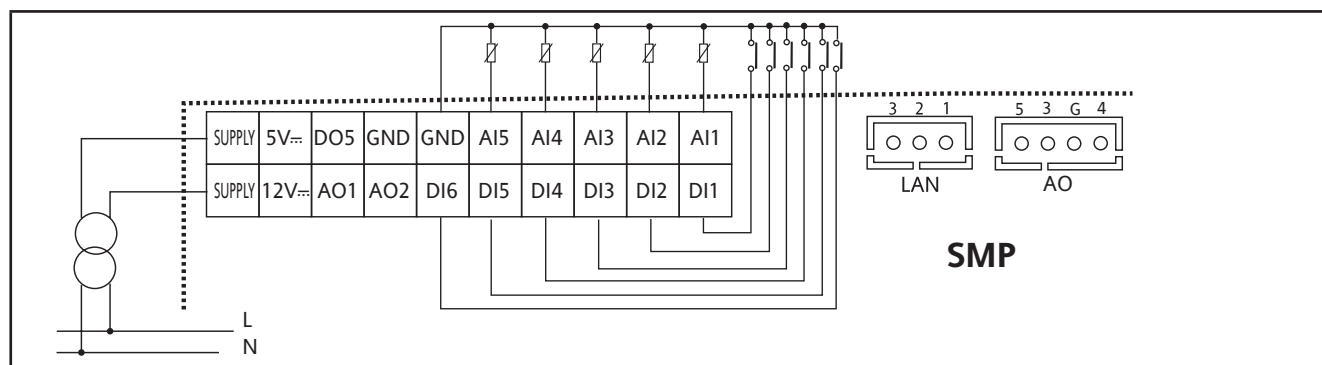 3 2 1
5 3 G 4
SUPPLY 5V⎓ DO5 GND GND AI5 AI4 AI3 AI2 AI1
SUPPLY 12V⎓ AO1 AO2 DI6 DI5 DI4 DI3 DI2 DI1
LAN
AO
SMP
L
N